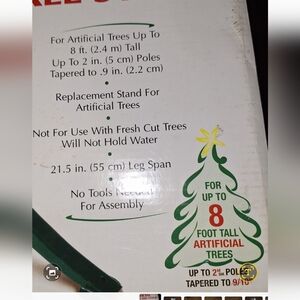 For Artificial Trees Up To
8 ft. (2.4 m) Tall
Up To 2 in. (5 cm) Poles
Tapered to .9 in. (2.2 cm)
Replacement Stand For
Artificial Trees
Not For Use With Fresh Cut Trees
Will Not Hold Water
21.5 in. (55 cm) Leg Span
No Tools Needed
For Assembly
FOR
UP TO
8
FOOT TALL
ARTIFICIAL
TREES
UP TO 2" POLES
TAPERED TO 9/10"